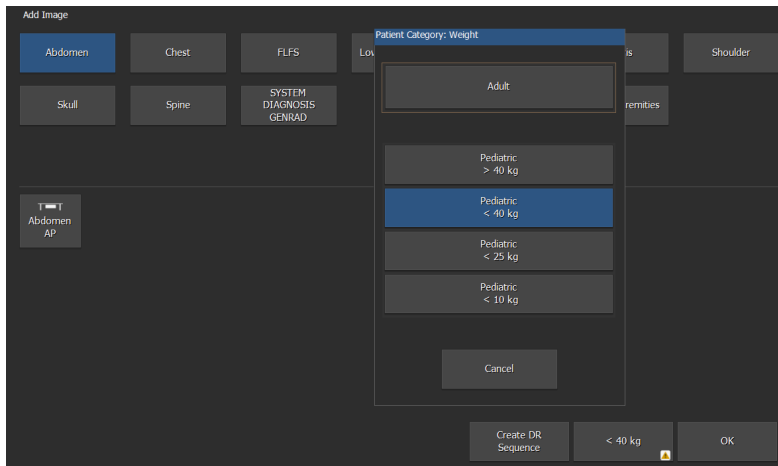 Add Image
Patient Category: Weight
Abdomen
Chest
FLFS
Low
is
Shoulder
Adult
Skull
Spine
SYSTEM
DIAGNOSIS
GENRAD
remities
Pediatric
> 40 kg
Pediatric
< 40 kg
Pediatric
< 25 kg
Pediatric
< 10 kg
Abdomen
AP
Cancel
Create DR
Sequence
< 40 kg
OK